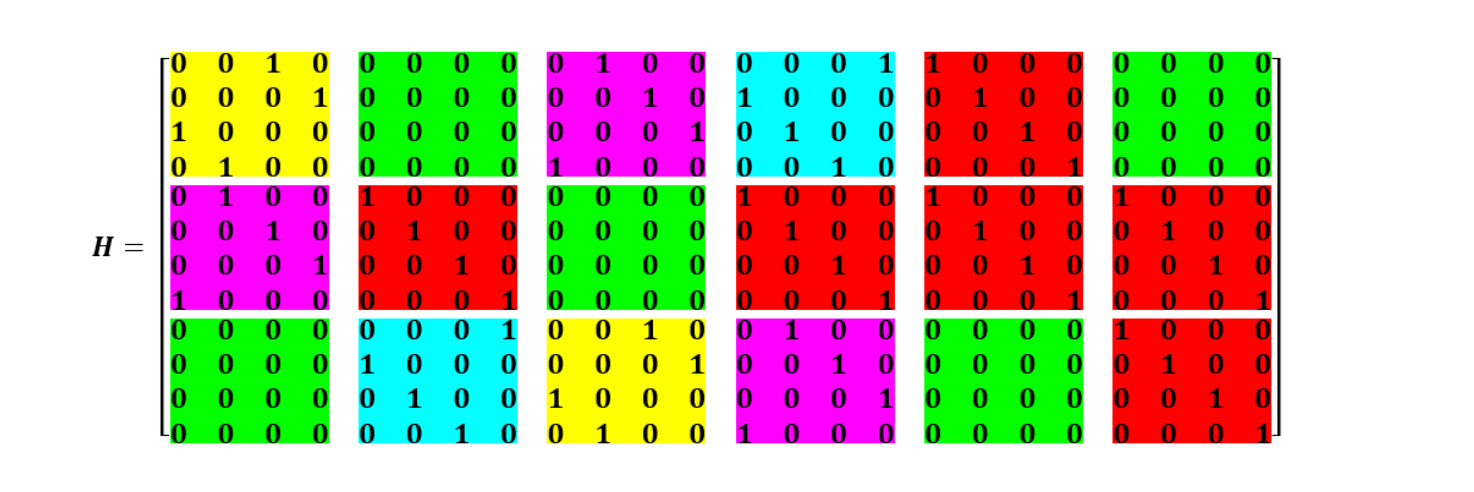 0 0 1 0 0 0 0 0 0 1 0 0 0 0 0 1 1 0 0 0 0 0 0 0
0 0 0 1 0 0 0 0 0 0 1 0 1 0 0 0 0 1 0 0 0 0 0 0
1 0 0 0 0 0 0 0 0 0 0 1 0 1 0 0 0 0 1 0 0 0 0 0
0 1 0 0 0 0 0 0 1 0 0 0 0 0 1 0 0 0 0 1 0 0 0 0
0 1 0 0 1 0 0 0 0 0 0 0 1 0 0 0 1 0 0 0 1 0 0 0
0 0 1 0 0 1 0 0 0 0 0 0 0 1 0 0 0 1 0 0 0 1 0 0
H =
0 0 0 1 0 0 1 0 0 0 0 0 0 0 1 0 0 0 1 0 0 0 1 0
1 0 0 0 0 0 0 1 0 0 0 0 0 0 0 1 0 0 0 1 0 0 0 1
0 0 0 0 0 0 0 1 0 0 1 0 0 1 0 0 0 0 0 0 1 0 0 0
0 0 0 0 1 0 0 0 0 0 0 1 0 0 1 0 0 0 0 0 0 1 0 0
0 0 0 0 0 1 0 0 1 0 0 0 0 0 0 1 0 0 0 0 0 0 1 0
0 0 0 0 0 0 1 0 0 1 0 0 1 0 0 0 0 0 0 0 0 0 0 1